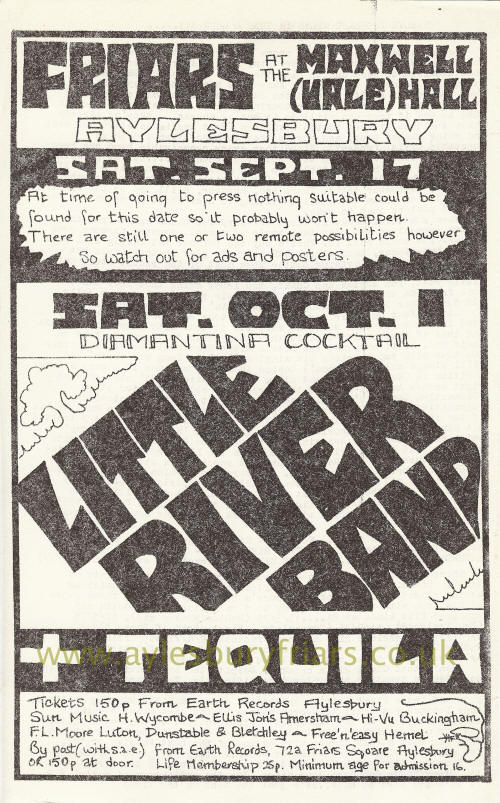 FRIARS AT THE MAXWELL (VALE) HALL
AYLESBURY
SAT. SEPT. 17
At time of going to press nothing suitable could be
found for this date so it probably won't happen.
There are still one or two remote possibilities however
So watch out for ads and posters.
SAT. OCT. 1
DIAMANTINA COCKTAIL
LITTLE
RIVER
BAND
+ TEQUILA
www.aylesburyfriars.co.uk
Tickets 150p From Earth Records Aylesbury
Sun Music H.Wycombe ~ Ellis Jon's Amersham ~ Hi-Vu Buckingham
F.L.Moore Luton, Dunstable & Bletchley ~ Free'n'easy Hemel
By post (with s.a.e) from Earth Records, 72a Friars Square Aylesbury
OR 150p at door. Life Membership 25p. Minimum age for admission 16.